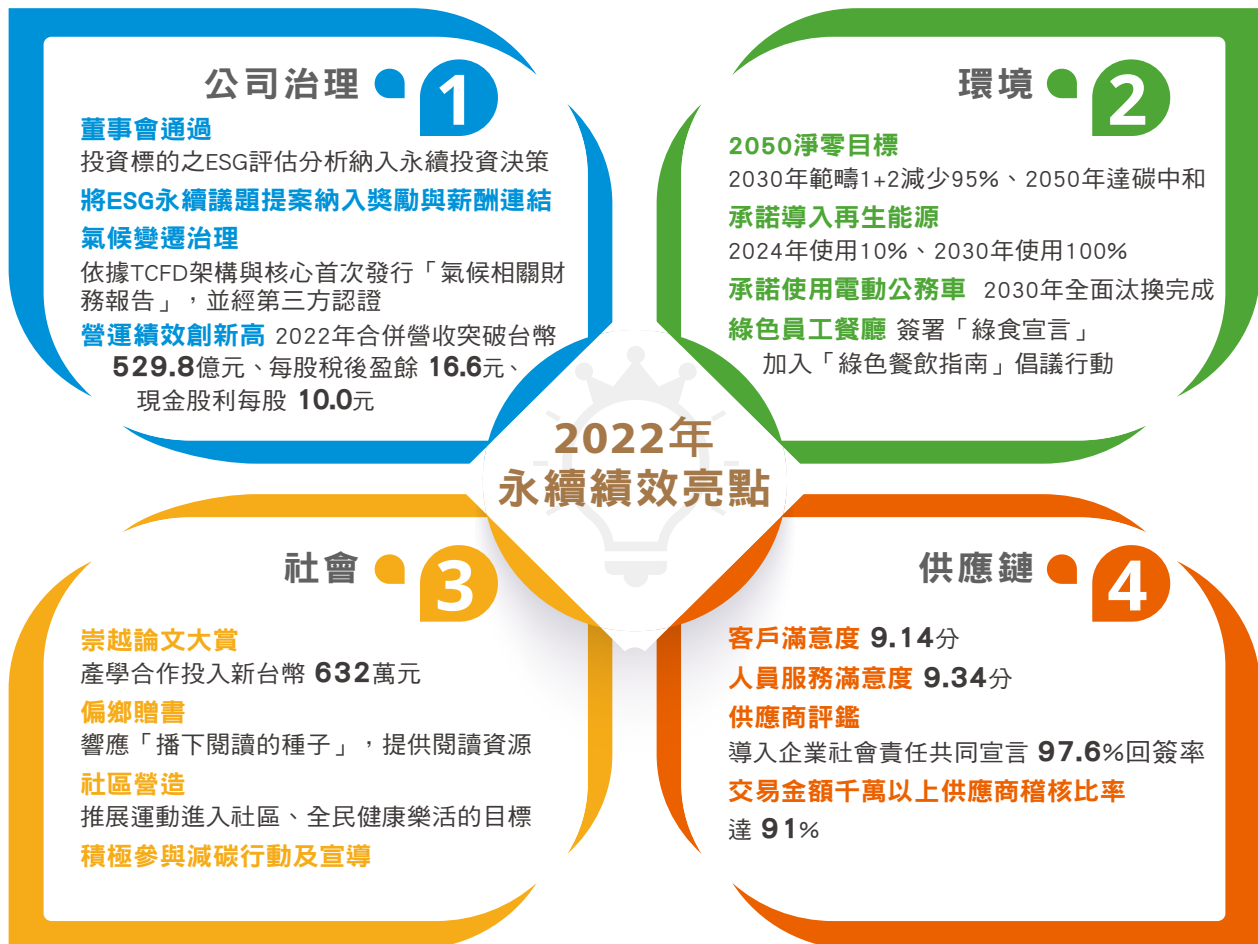 公司治理 1
董事會通過
投資標的之ESG評估分析納入永續投資決策
將ESG永續議題提案納入獎勵與薪酬連結
氣候變遷治理
依據TCFD架構與核心首次發行「氣候相關財
務報告」，並經第三方認證
營運績效創新高 2022年合併營收突破台幣
529.8億元、每股稅後盈餘 16.6元、
現金股利每股 10.0元
環境 2
2050淨零目標
2030年範疇1+2減少95%、2050年達碳中和
承諾導入再生能源
2024年使用10%、2030年使用100%
承諾使用電動公務車 2030年全面汰換完成
綠色員工餐廳 簽署「綠食宣言」
加入「綠色餐飲指南」倡議行動
2022年
永續績效亮點
社會 3
崇越論文大賞
產學合作投入新台幣 632萬元
偏鄉贈書
響應「播下閱讀的種子」，提供閱讀資源
社區營造
推展運動進入社區、全民健康樂活的目標
積極參與減碳行動及宣導
供應鏈 4
客戶滿意度 9.14分
人員服務滿意度 9.34分
供應商評鑑
導入企業社會責任共同宣言 97.6%回簽率
交易金額千萬以上供應商稽核比率
達 91%